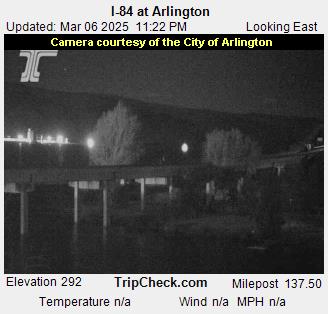 I-84 at Arlington
Updated: Mar 06 2025 11:22 PM Looking East
Camera courtesy of the City of Arlington
Elevation 292 TripCheck.com Milepost 137.50
Temperature n/a Wind n/a MPH n/a